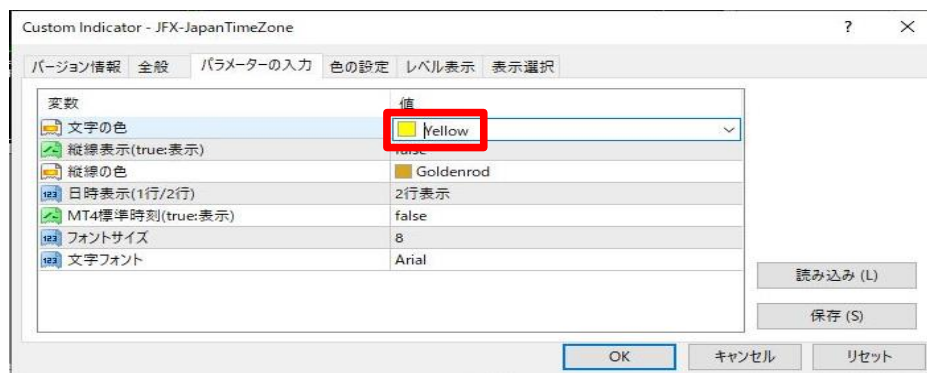 Custom Indicator - JFX-JapanTimeZone
バージョン情報 全般 パラメーターの入力 色の設定 レベル表示 表示選択
変数 値
文字の色 Yellow
縦線表示(true:表示) false
縦線の色 Goldenrod
123 日時表示(1行/2行) 2行表示
MT4標準時刻(true:表示) false
123 フォントサイズ 8
123 文字フォント Arial
読み込み (L)
保存 (S)
OK キャンセル リセット